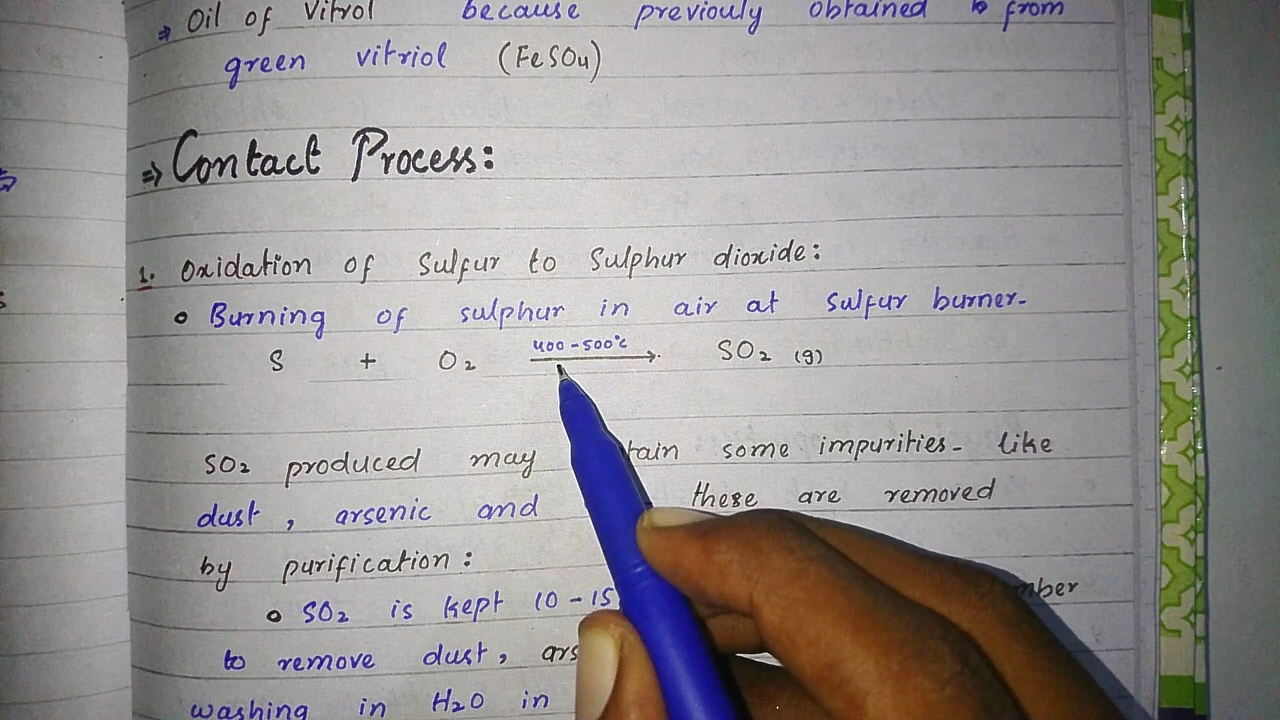 ⇒ Oil of Vitrol because previouly obtained from
green vitriol (FeSO4)
⇒ Contact Process:
1. Oxidation of Sulfur to Sulphur dioxide:
o Burning of sulphur in air at Sulfur burner.
S + O2 400-500°C → SO2 (g)
SO2 produced may some impurities- like
dust, arsenic and these are removed
by purification:
o SO2 is kept 10-15
to remove dust,
washing in H2O in